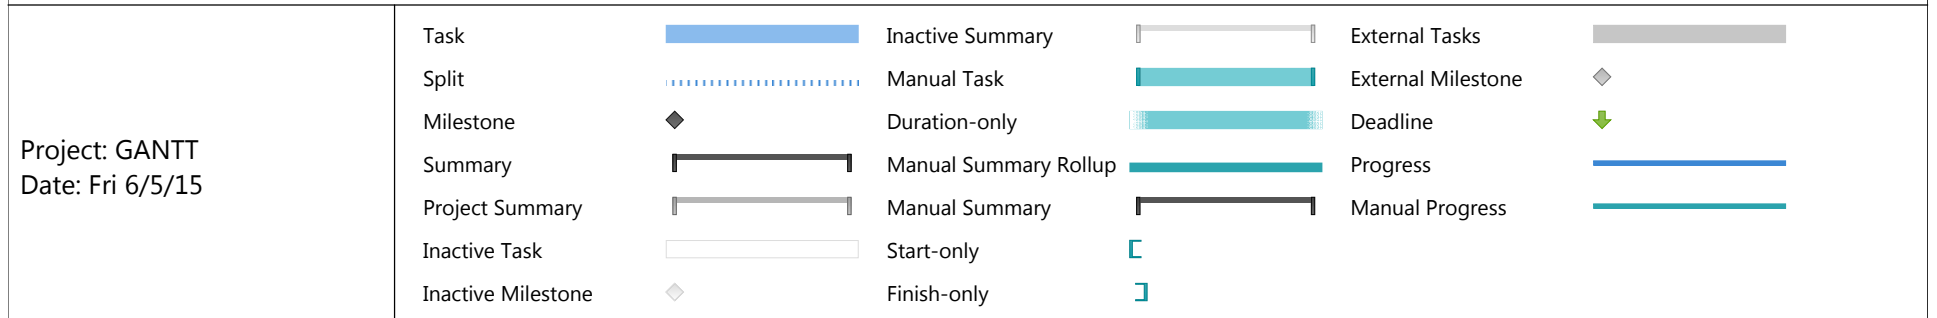 Project: GANTT
Date: Fri 6/5/15
Task
Split
Milestone
Summary
Project Summary
Inactive Task
Inactive Milestone
Inactive Summary
Manual Task
Duration-only
Manual Summary Rollup
Manual Summary
Start-only
Finish-only
External Tasks
External Milestone
Deadline
Progress
Manual Progress